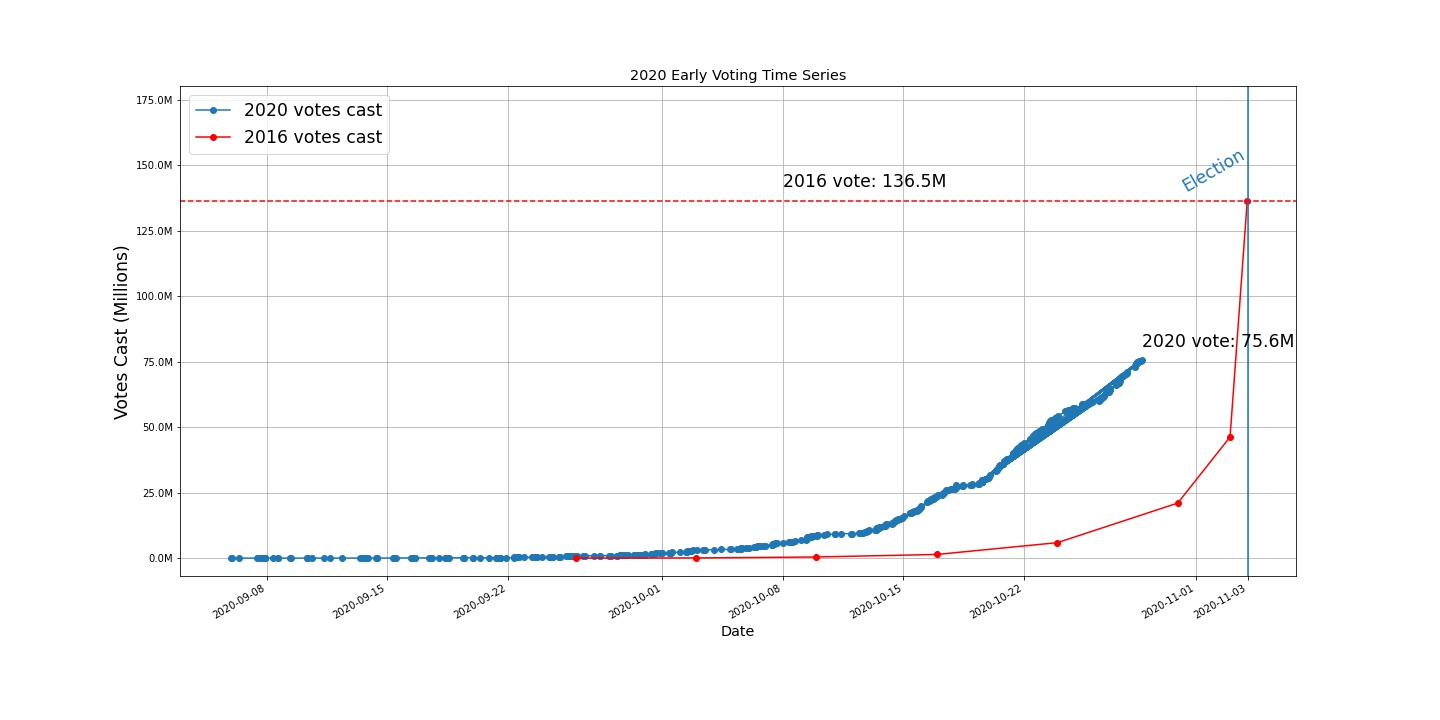 2020 Early Voting Time Series
175.0M
150.0M
125.0M
100.0M
75.0M
50.0M
25.0M
0.0M
Votes Cast (Millions)
2020 votes cast
2016 votes cast
2016 vote: 136.5M
Election
2020 vote: 75.6M
2020-09-08
2020-09-15
2020-09-22
2020-10-01
2020-10-08
2020-10-15
2020-10-22
2020-11-01
2020-11-03
Date